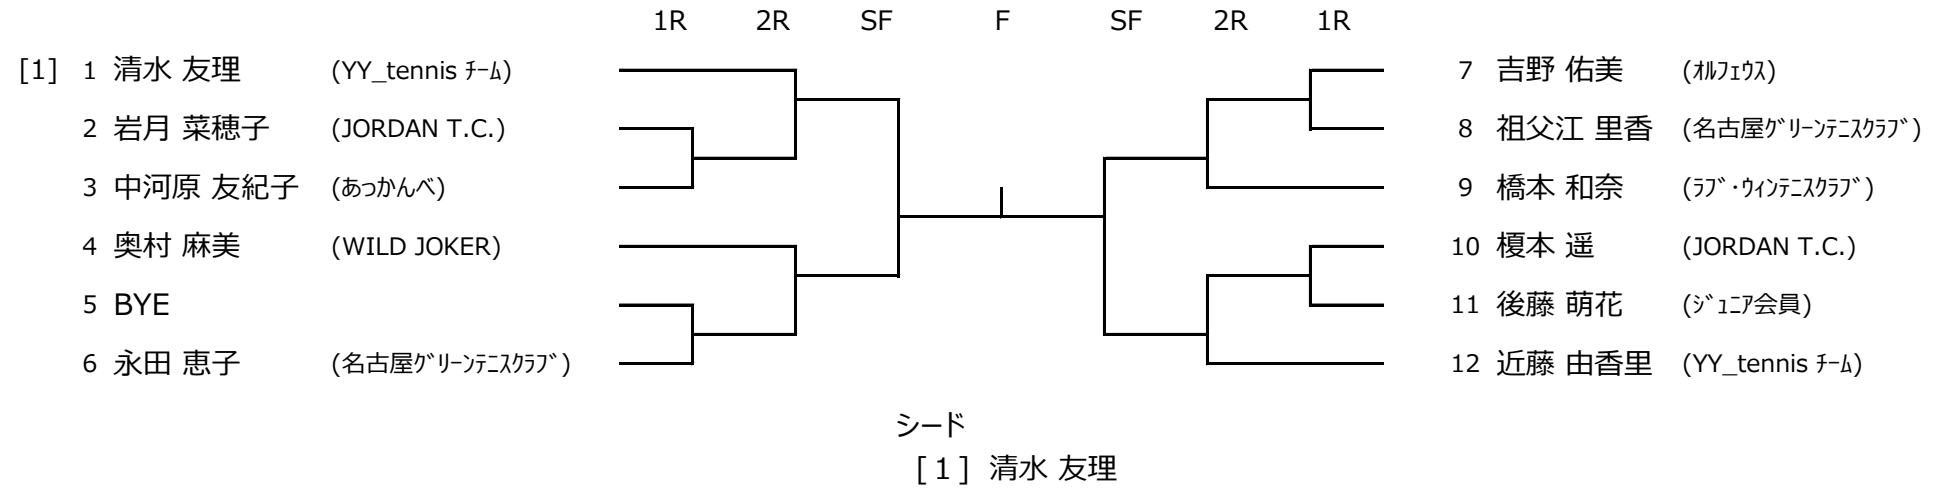 1R 2R SF F SF 2R 1R
[1] 1 清水 友理 (YY_tennis ﾁｰﾑ) 7 吉野 佑美 (ｵﾙﾌｪｳｽ)
2 岩月 菜穂子 (JORDAN T.C.) 8 祖父江 里香 (名古屋ｸﾞﾘｰﾝﾃﾆｽｸﾗﾌﾞ)
3 中河原 友紀子 (あっかんべ) 9 橋本 和奈 (ﾗﾌﾞ・ｳｨﾝﾃﾆｽｸﾗﾌﾞ)
4 奥村 麻美 (WILD JOKER) 10 榎本 遥 (JORDAN T.C.)
5 BYE 11 後藤 萌花 (ｼﾞｭﾆｱ会員)
6 永田 恵子 (名古屋ｸﾞﾘｰﾝﾃﾆｽｸﾗﾌﾞ) 12 近藤 由香里 (YY_tennis ﾁｰﾑ)
シード
[ 1 ] 清水 友理